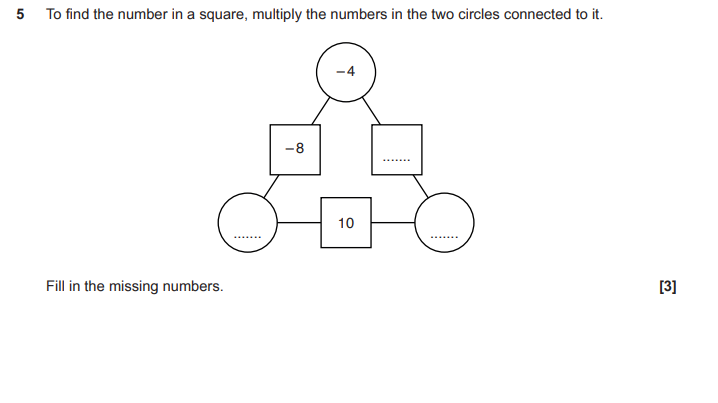 5 To find the number in a square, multiply the numbers in the two circles connected to it.
−4
−8
.......
....... 10 .......
Fill in the missing numbers. [3]